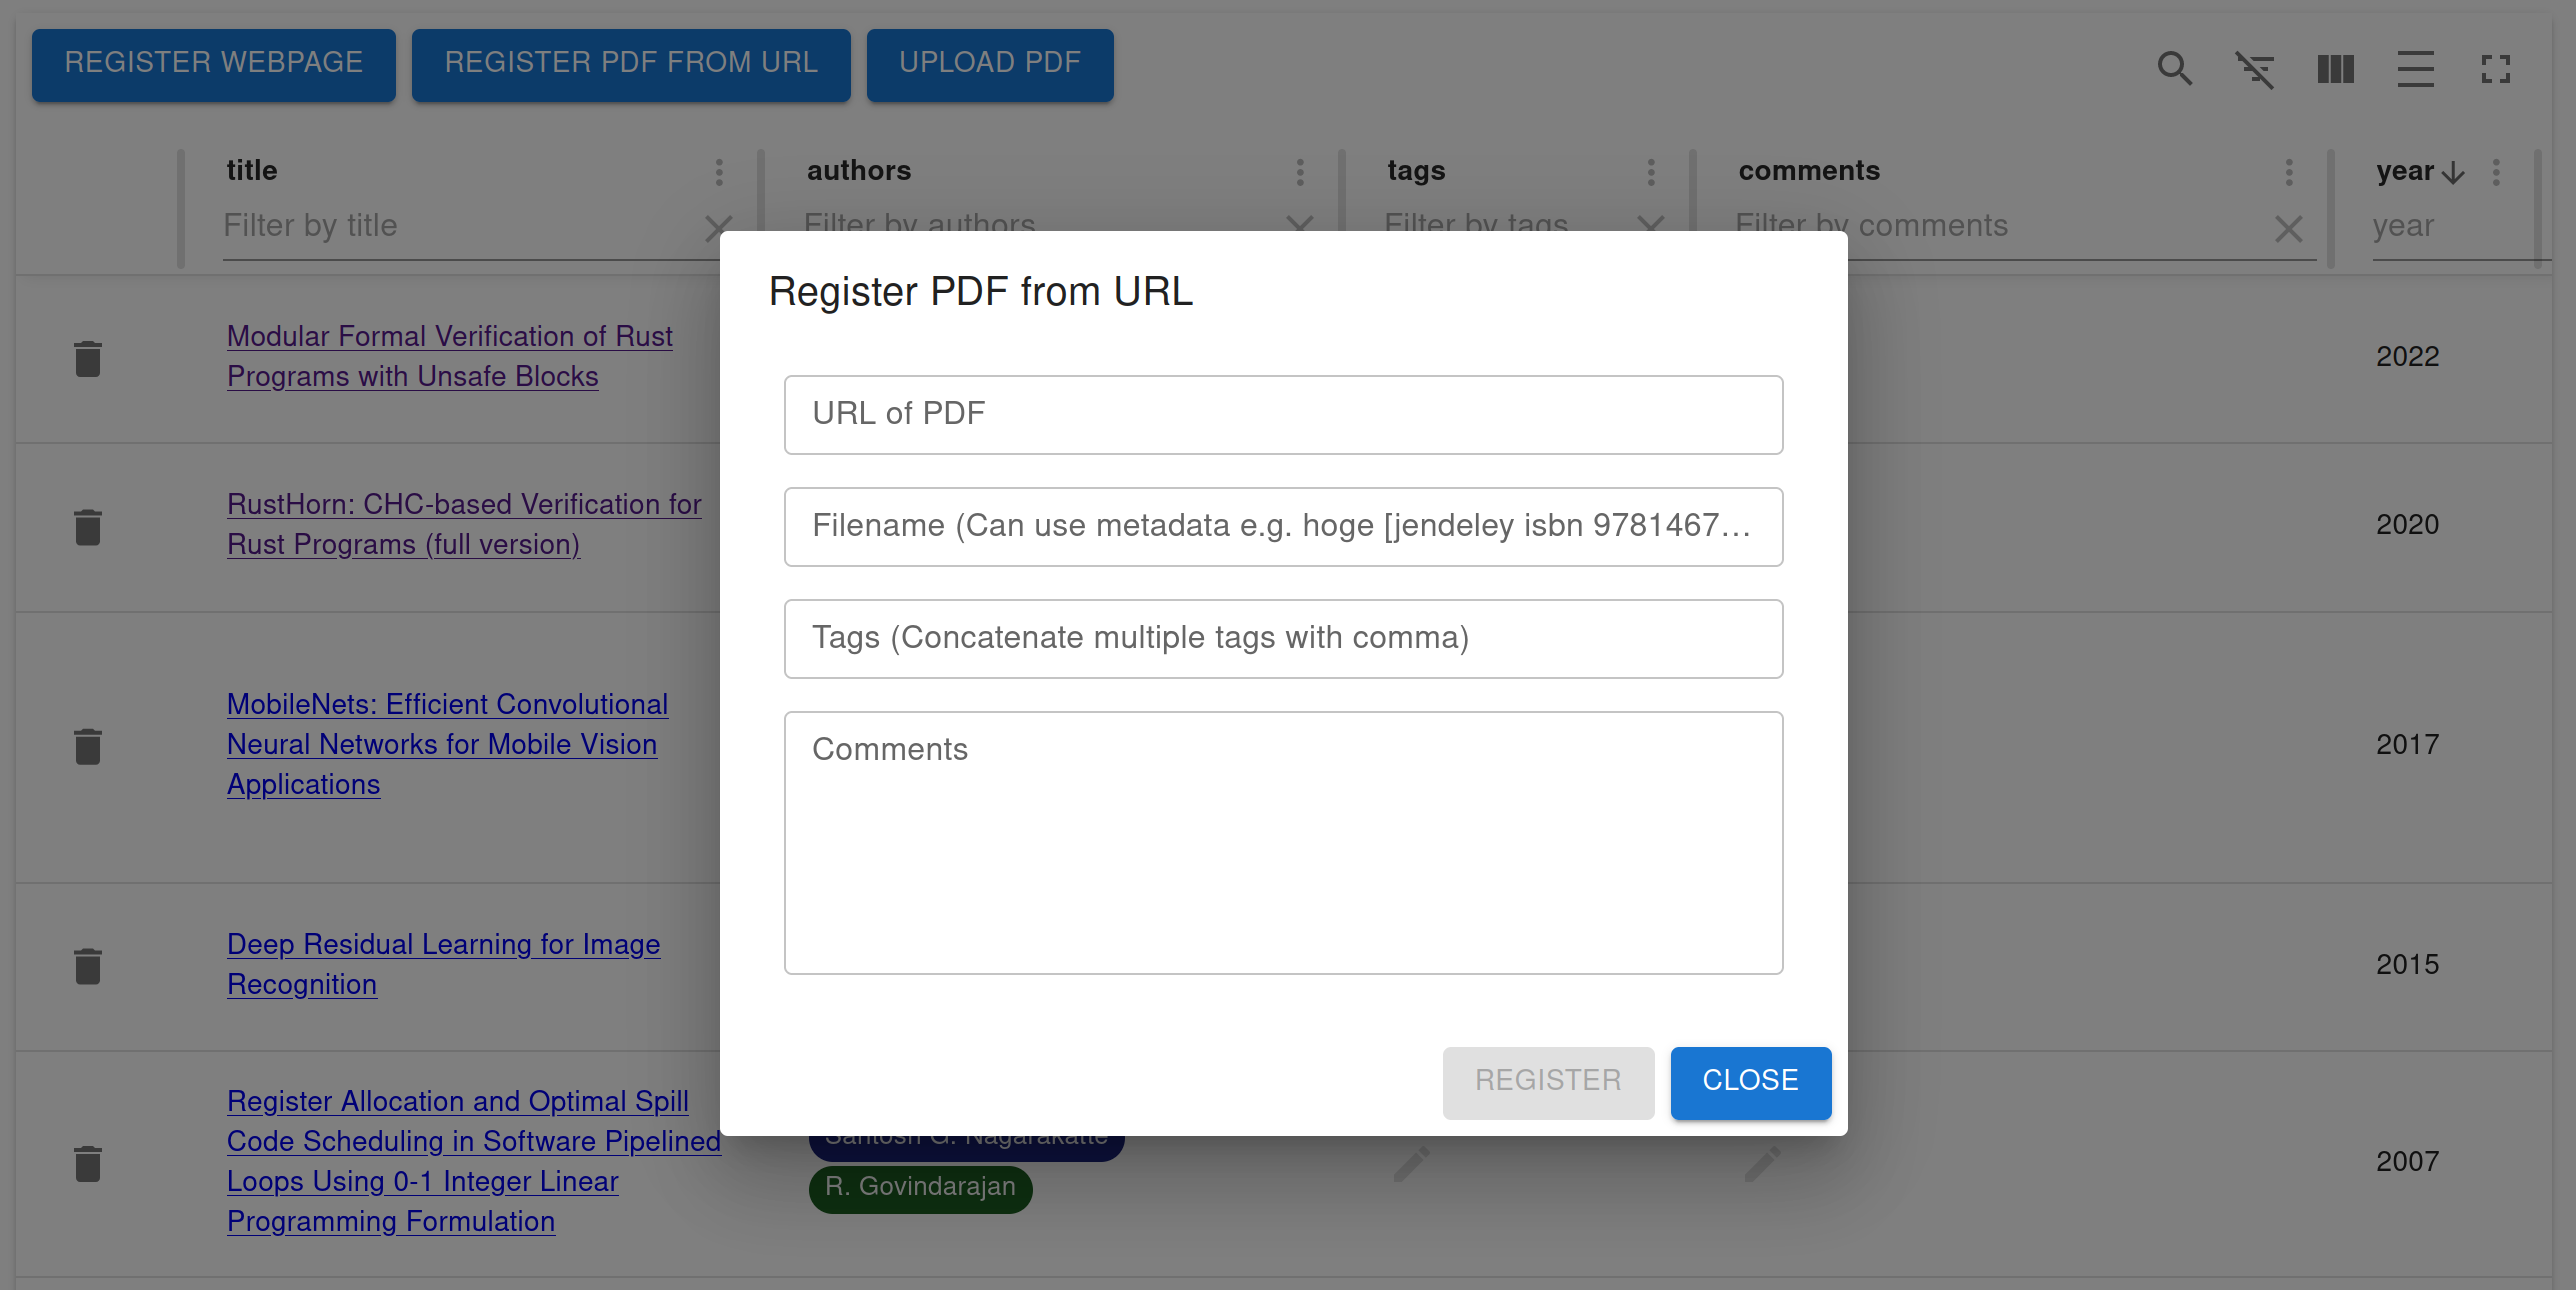 REGISTER WEBPAGE REGISTER PDF FROM URL UPLOAD PDF
title authors tags comments year
Filter by title Filter by authors Filter by tags Filter by comments year
Register PDF from URL
URL of PDF
Filename (Can use metadata e.g. hoge [jendeley isbn 9781467…
Tags (Concatenate multiple tags with comma)
Comments
REGISTER CLOSE
Modular Formal Verification of Rust
Programs with Unsafe Blocks
2022
RustHorn: CHC-based Verification for
Rust Programs (full version)
2020
MobileNets: Efficient Convolutional
Neural Networks for Mobile Vision
Applications
2017
Deep Residual Learning for Image
Recognition
2015
Register Allocation and Optimal Spill
Code Scheduling in Software Pipelined
Loops Using 0-1 Integer Linear
Programming Formulation
Santosh G. Nagarakatte
R. Govindarajan
2007